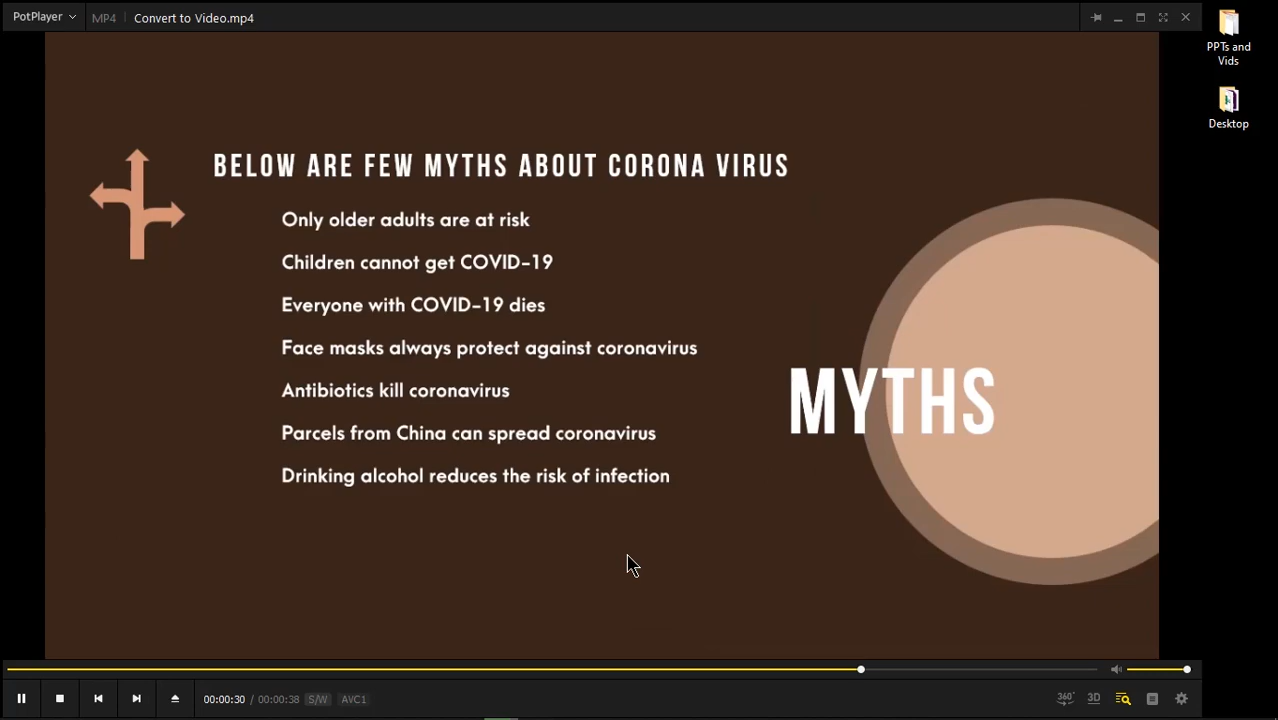 PotPlayer
MP4
Convert to Video.mp4
PPTs and
Vids
Desktop
BELOW ARE FEW MYTHS ABOUT CORONA VIRUS
Only older adults are at risk
Children cannot get COVID-19
Everyone with COVID-19 dies
Face masks always protect against coronavirus
Antibiotics kill coronavirus
Parcels from China can spread coronavirus
Drinking alcohol reduces the risk of infection
MYTHS
00:00:30 / 00:00:38 S/W AVC1
360° 3D